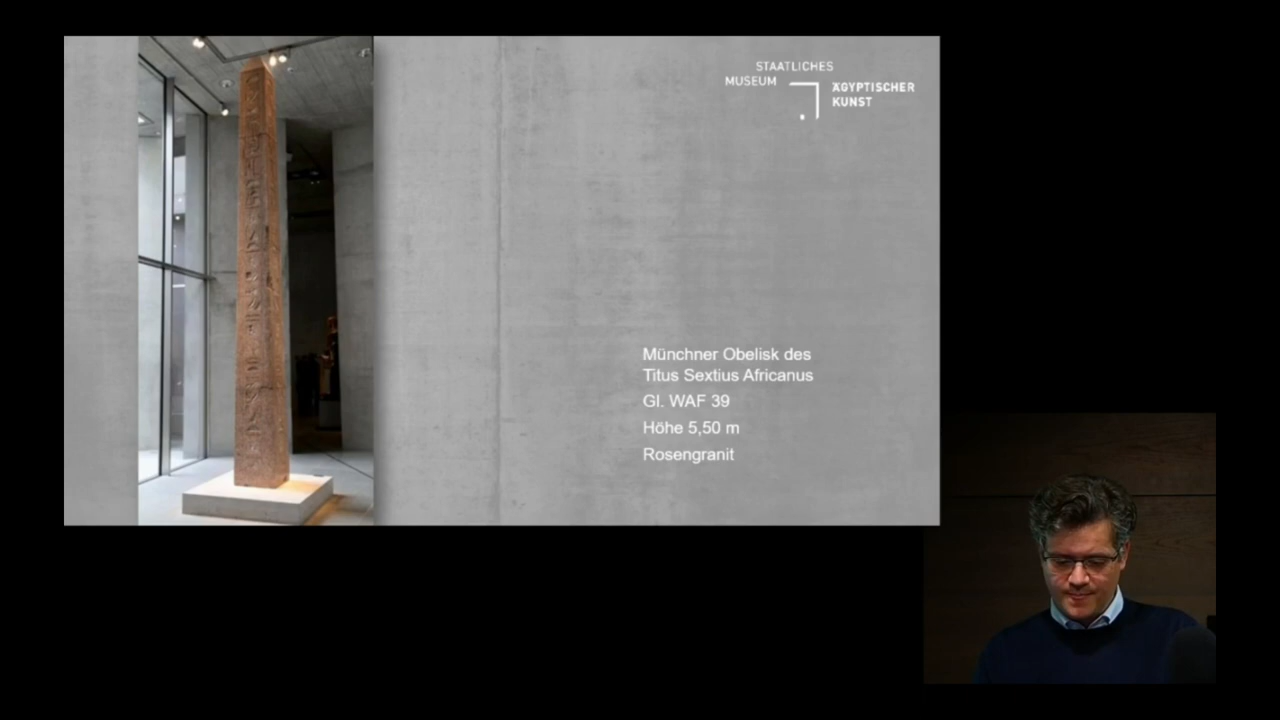 STAATLICHES
MUSEUM
ÄGYPTISCHER
KUNST
Münchner Obelisk des
Titus Sextius Africanus
Gl. WAF 39
Höhe 5,50 m
Rosengranit